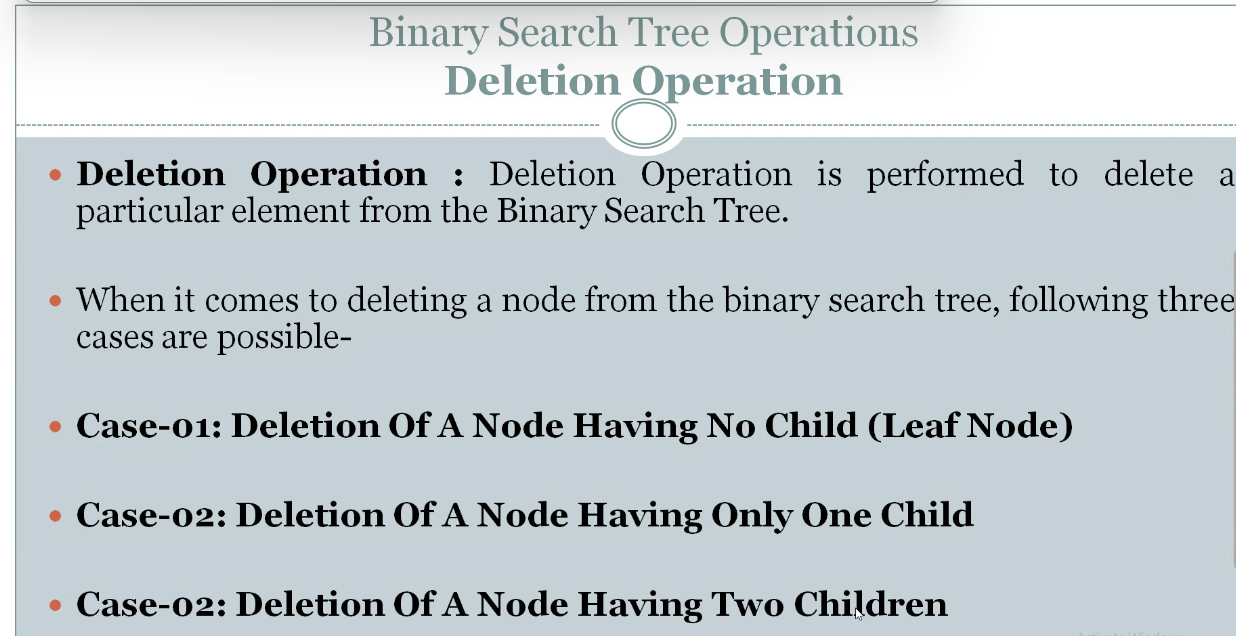 Binary Search Tree Operations
Deletion Operation
• Deletion Operation : Deletion Operation is performed to delete a
particular element from the Binary Search Tree.
• When it comes to deleting a node from the binary search tree, following three
cases are possible-
• Case-01: Deletion Of A Node Having No Child (Leaf Node)
• Case-02: Deletion Of A Node Having Only One Child
• Case-02: Deletion Of A Node Having Two Children